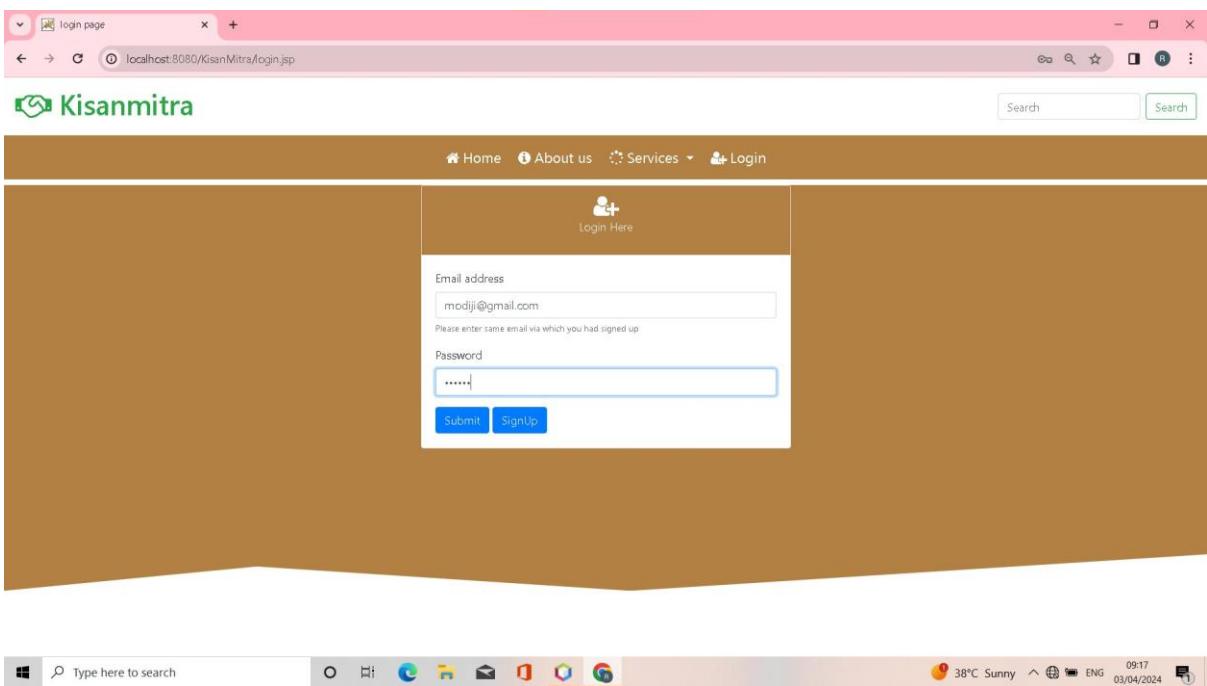 login page
localhost:8080/KisanMitra/login.jsp
R
Kisanmitra
Search Search
Home About us Services Login
Login Here
Email address
modiji@gmail.com
Please enter same email via which you had signed up
Password
••••••
Submit SignUp
Type here to search
38°C Sunny ENG 09:17
03/04/2024
1